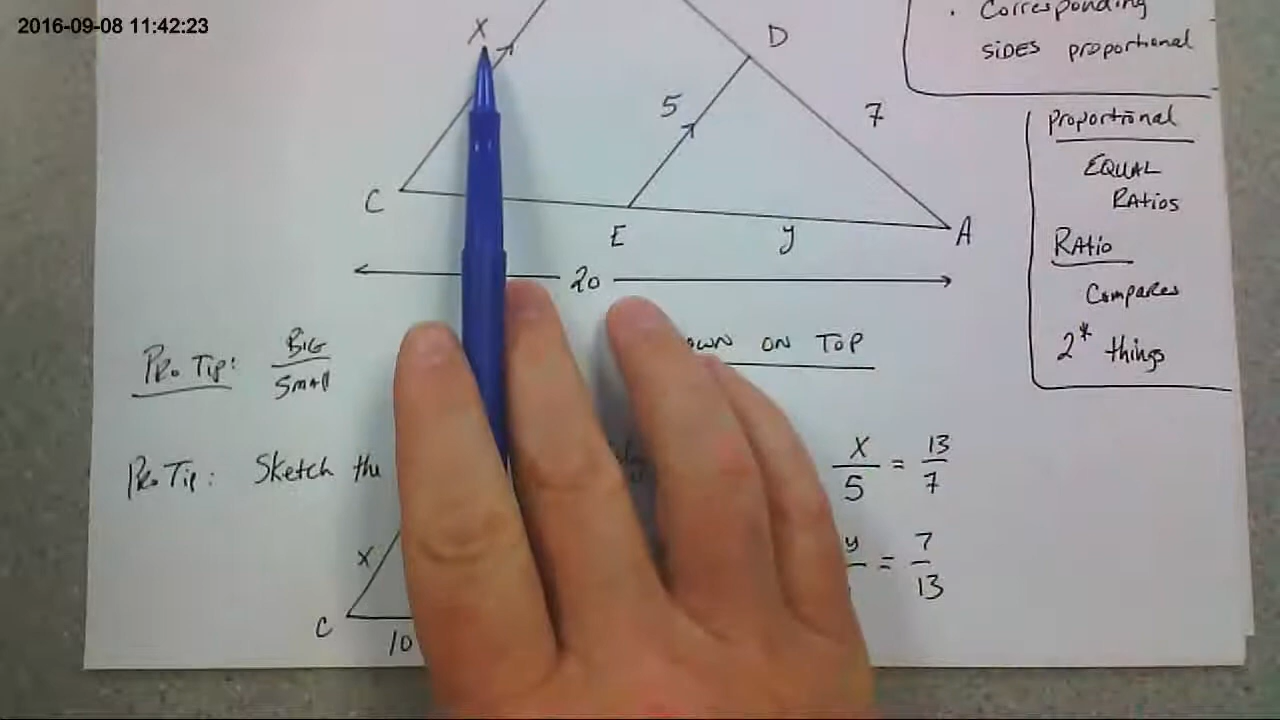 2016-09-08 11:42:23
• Corresponding
SIDES proportional
X
D
5
7
C
E
y
A
20
Proportional
EQUAL
RAtios
RAtio
Compares
2* things
PRO TIP: BIG
Small
ON TOP
PRO TIP: Sketch the
X
5
=
13
7
y
=
7
13
X
C
10